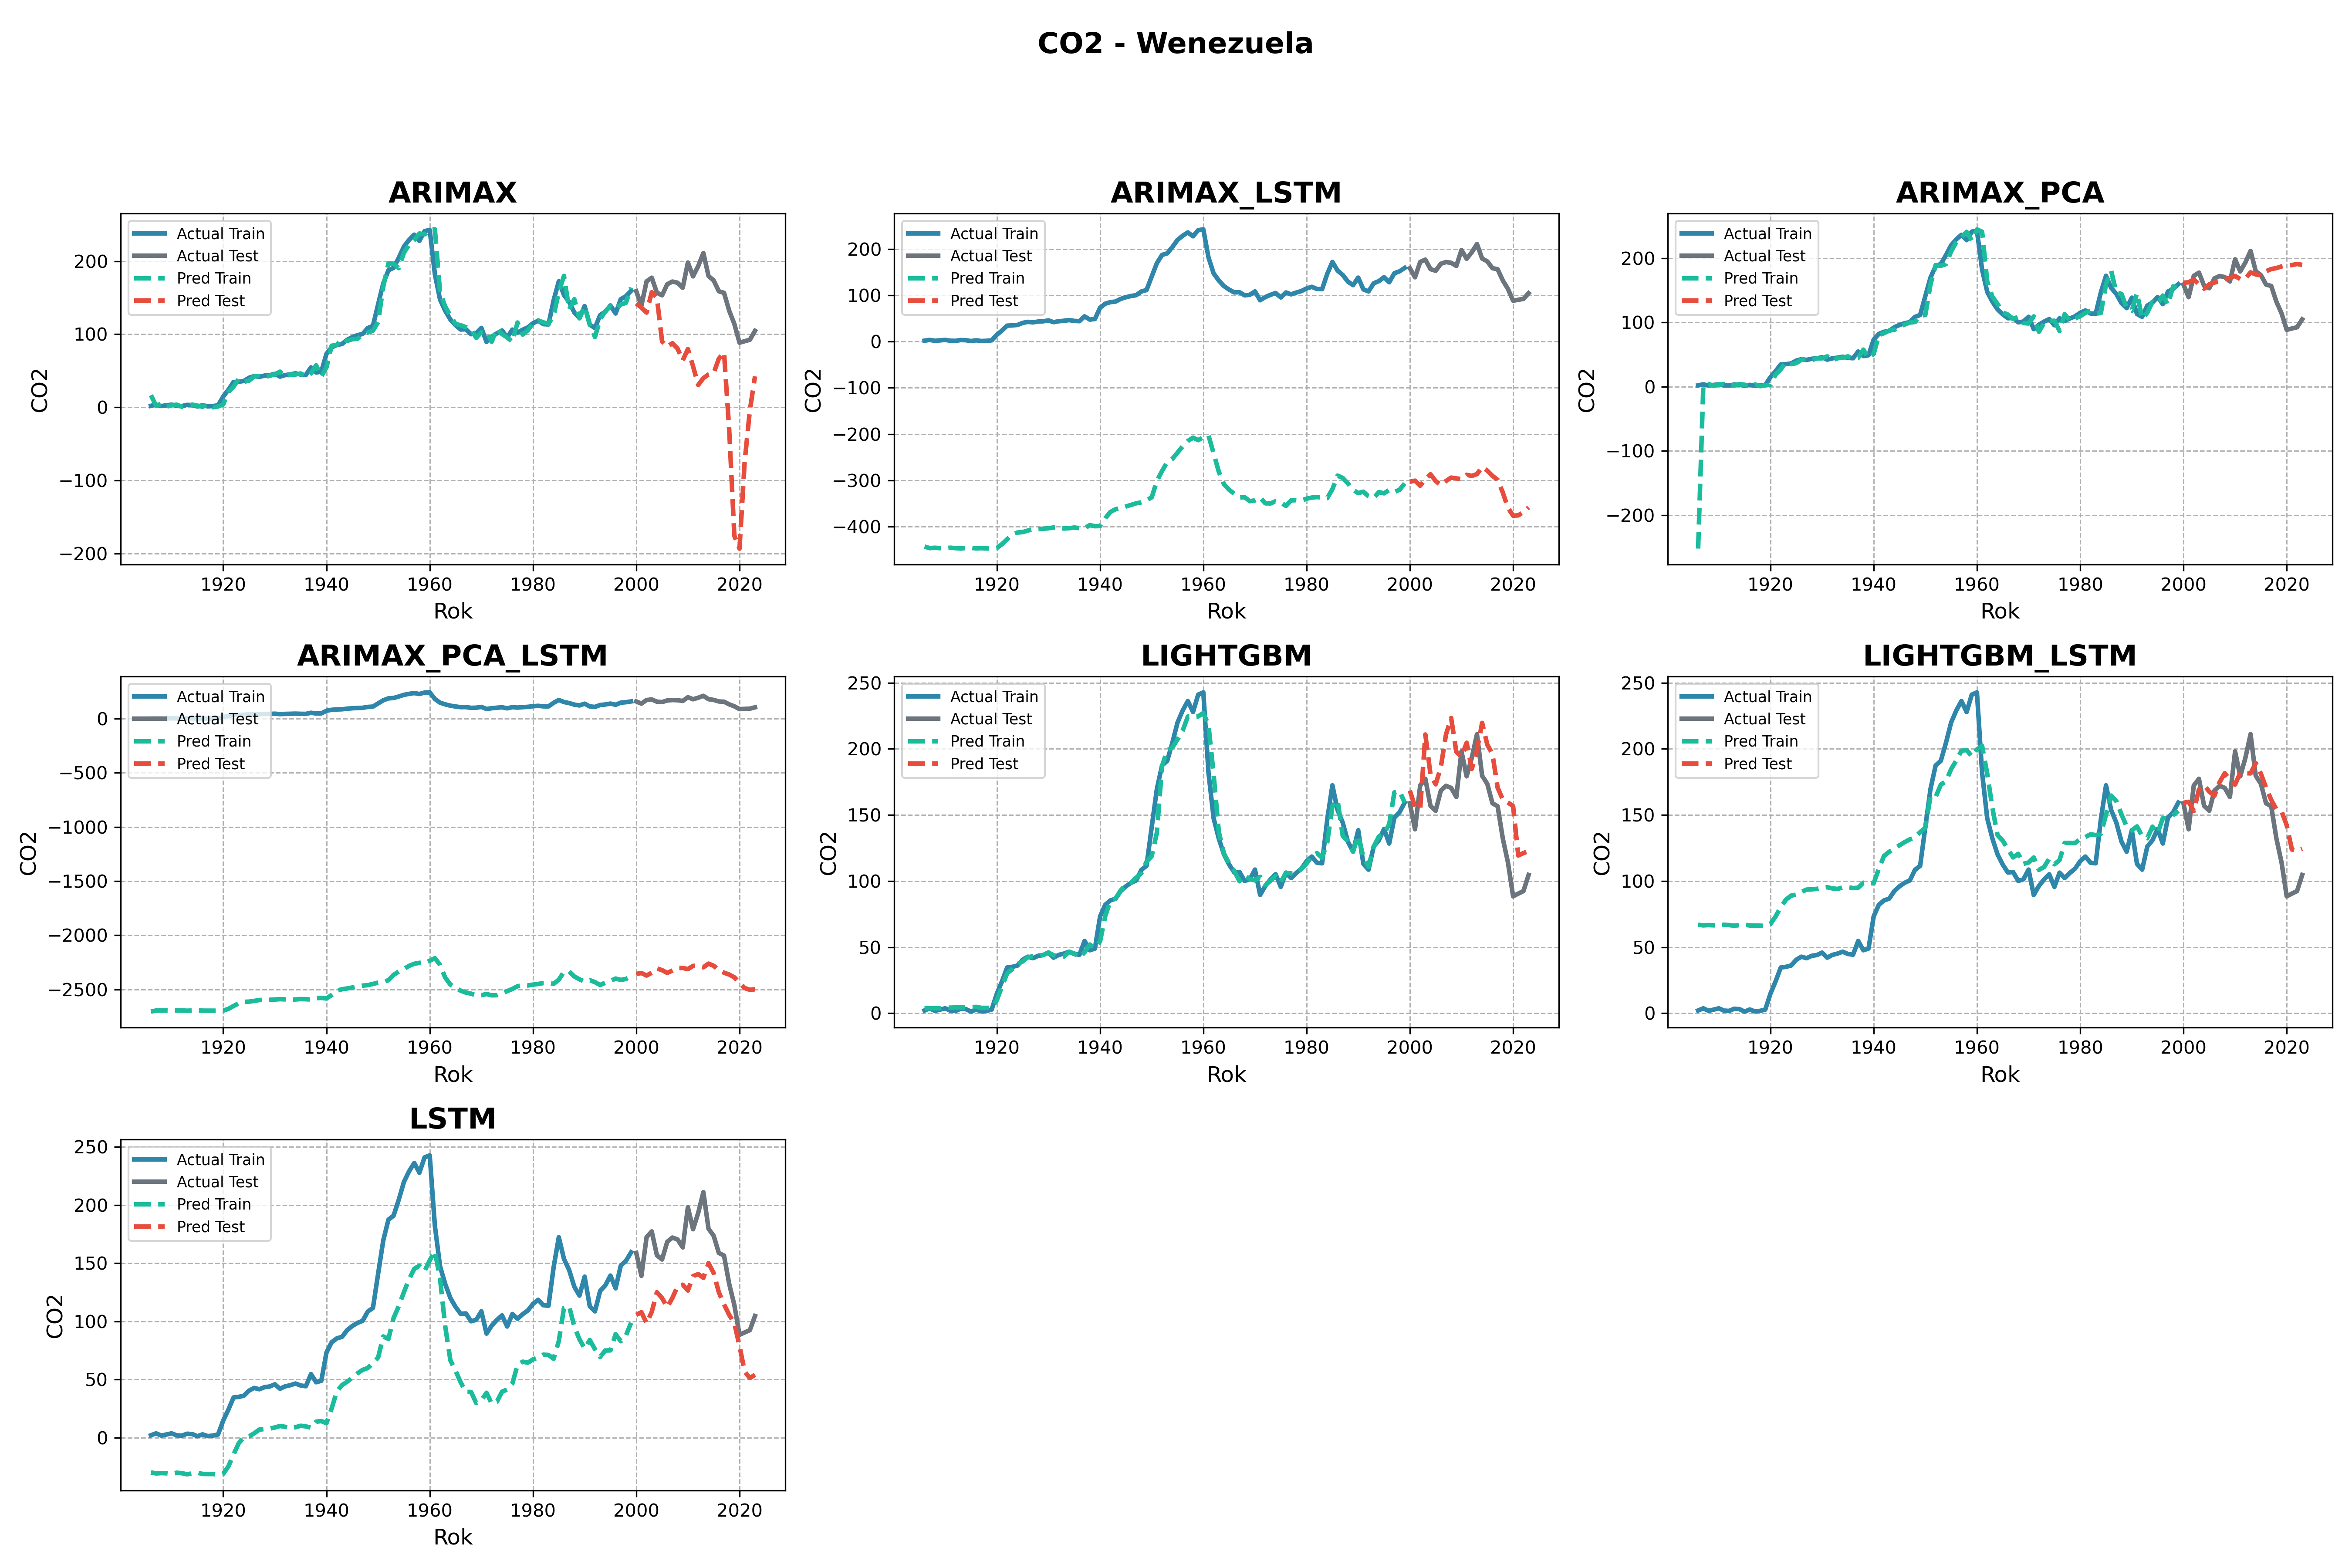 CO2 - Wenezuela
ARIMAX
Actual Train
Actual Test
Pred Train
Pred Test
200
100
0
−100
−200
CO2
1920 1940 1960 1980 2000 2020
Rok
ARIMAX_LSTM
Actual Train
Actual Test
Pred Train
Pred Test
200
100
0
−100
−200
−300
−400
CO2
1920 1940 1960 1980 2000 2020
Rok
ARIMAX_PCA
Actual Train
Actual Test
Pred Train
Pred Test
200
100
0
−100
−200
CO2
1920 1940 1960 1980 2000 2020
Rok
ARIMAX_PCA_LSTM
Actual Train
Actual Test
Pred Train
Pred Test
0
−500
−1000
−1500
−2000
−2500
CO2
1920 1940 1960 1980 2000 2020
Rok
LIGHTGBM
Actual Train
Actual Test
Pred Train
Pred Test
250
200
150
100
50
0
CO2
1920 1940 1960 1980 2000 2020
Rok
LIGHTGBM_LSTM
Actual Train
Actual Test
Pred Train
Pred Test
250
200
150
100
50
0
CO2
1920 1940 1960 1980 2000 2020
Rok
LSTM
Actual Train
Actual Test
Pred Train
Pred Test
250
200
150
100
50
0
CO2
1920 1940 1960 1980 2000 2020
Rok